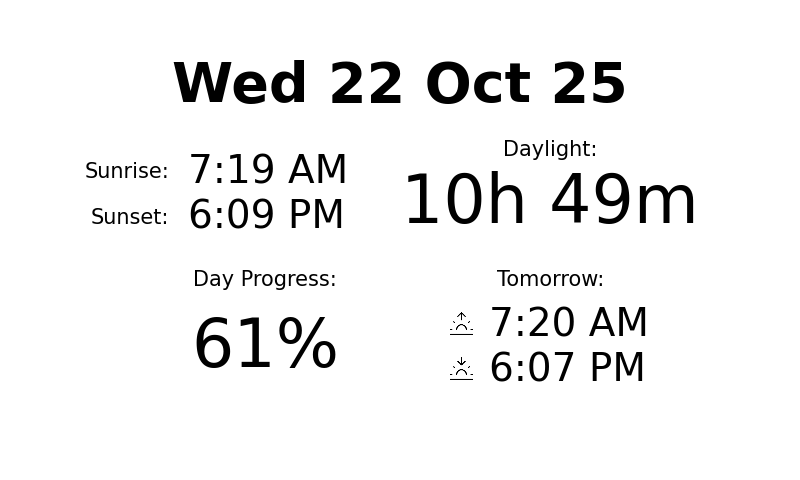 Wed 22 Oct 25
Sunrise: 7:19 AM
Sunset: 6:09 PM
Daylight:
10h 49m
Day Progress:
61%
Tomorrow:
7:20 AM
6:07 PM